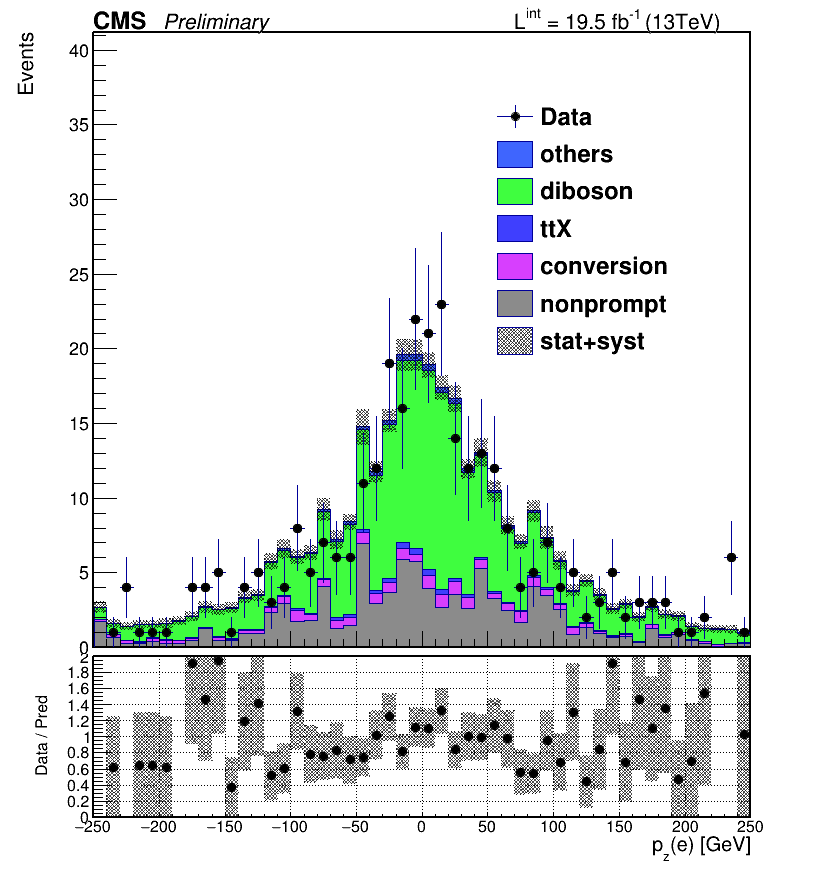 CMS Preliminary L^int = 19.5 fb^-1 (13TeV)
Events
40
35
30
25
20
15
10
5
0
Data
others
diboson
ttX
conversion
nonprompt
stat+syst
Data / Pred
2
1.8
1.6
1.4
1.2
1
0.8
0.6
0.4
0.2
0
−250 −200 −150 −100 −50 0 50 100 150 200 250
p_z(e) [GeV]